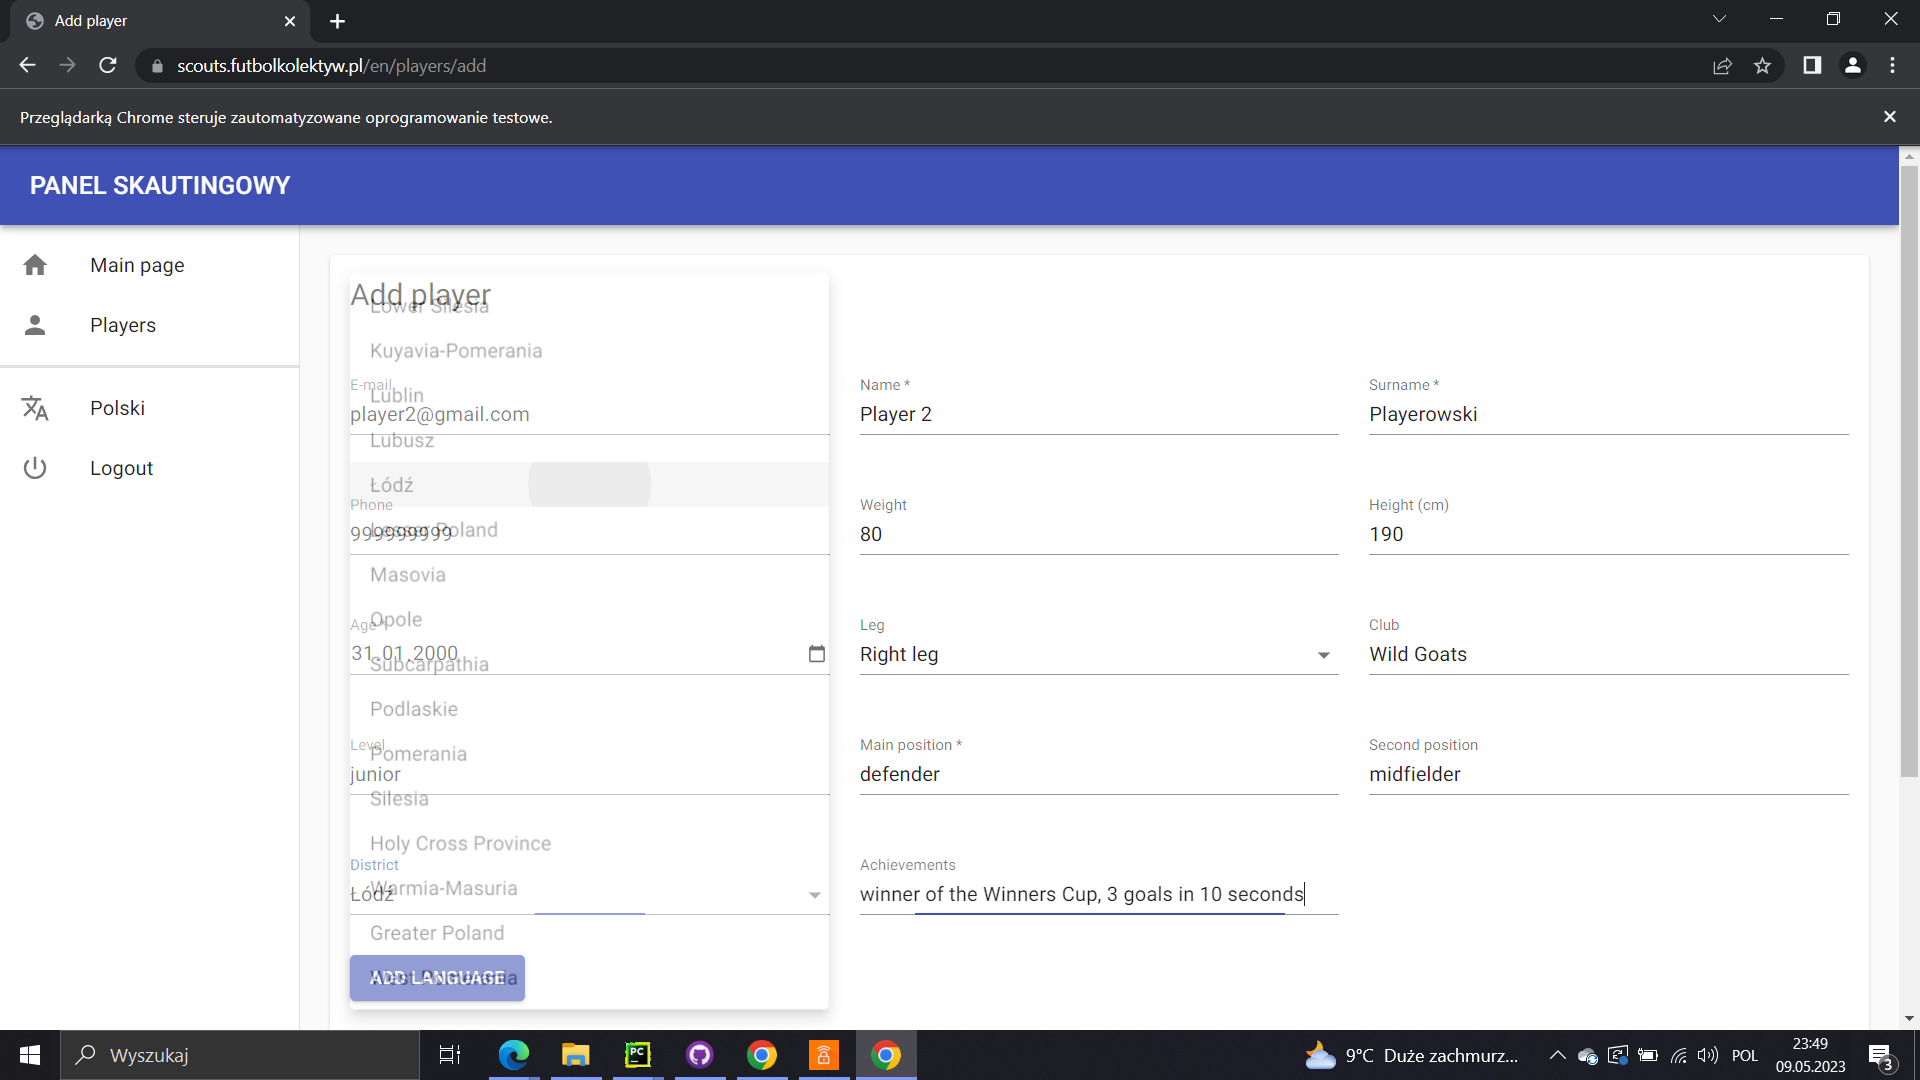 Add player
scouts.futbolkolektyw.pl/en/players/add
Przeglądarką Chrome steruje zautomatyzowane oprogramowanie testowe.
PANEL SKAUTINGOWY
Main page
Players
Polski
Logout
Add player
Lower Silesia
Kuyavia-Pomerania
E-mail
Lublin
player2@gmail.com
Lubusz
Name *
Player 2
Surname *
Playerowski
Łódź
Phone
Lesser Poland
999999999
Weight
80
Height (cm)
190
Masovia
Opole
Age *
31.01.2000
Subcarpathia
Leg
Right leg
Club
Wild Goats
Podlaskie
Level
Pomerania
junior
Silesia
Main position *
defender
Second position
midfielder
Holy Cross Province
District
Warmia-Masuria
Łódź
Achievements
winner of the Winners Cup, 3 goals in 10 seconds
Greater Poland
West Pomerania
ADD LANGUAGE
Wyszukaj
PC
9°C Duże zachmurz...
POL
23:49
09.05.2023
3